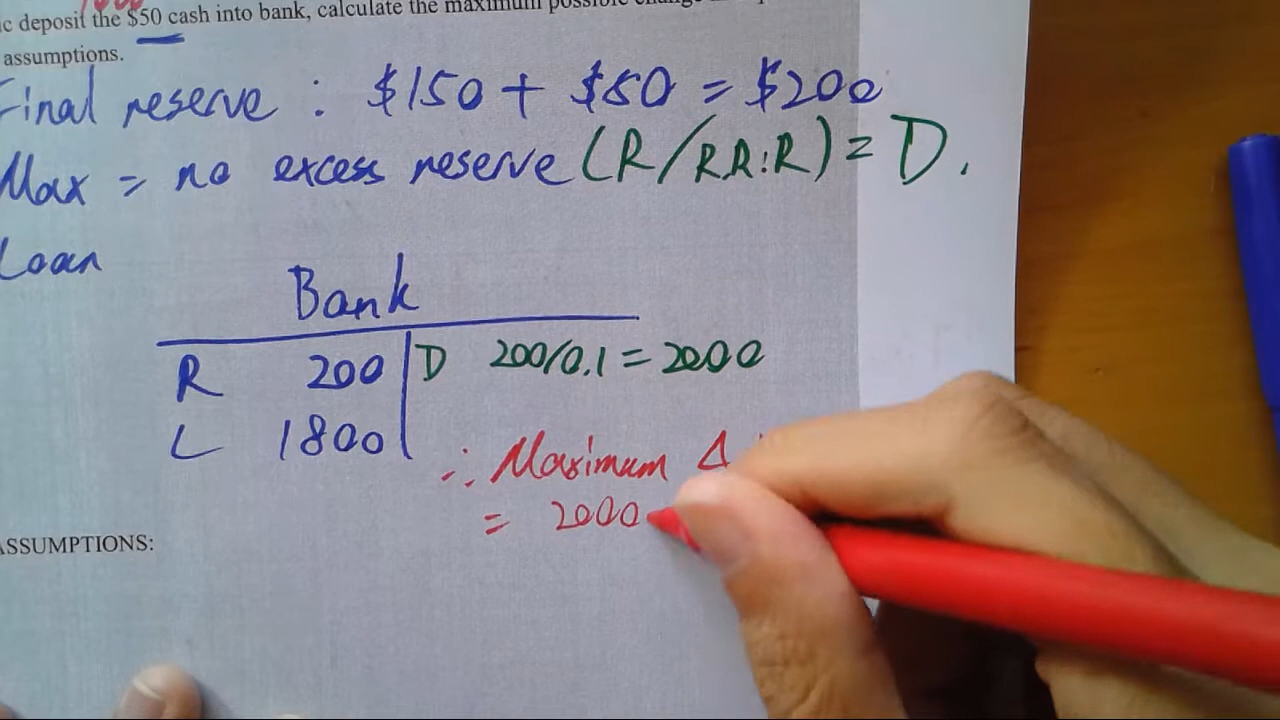 deposit the $50 cash into bank, calculate the maximum possible
assumptions.
Final reserve : $150 + $50 = $200
Max = no excess reserve (R/RR:R) = D.
Loan
Bank
R 200 D 200/0.1 = 2000
L 1800
∴ Maximum Δ
= 2000
ASSUMPTIONS: